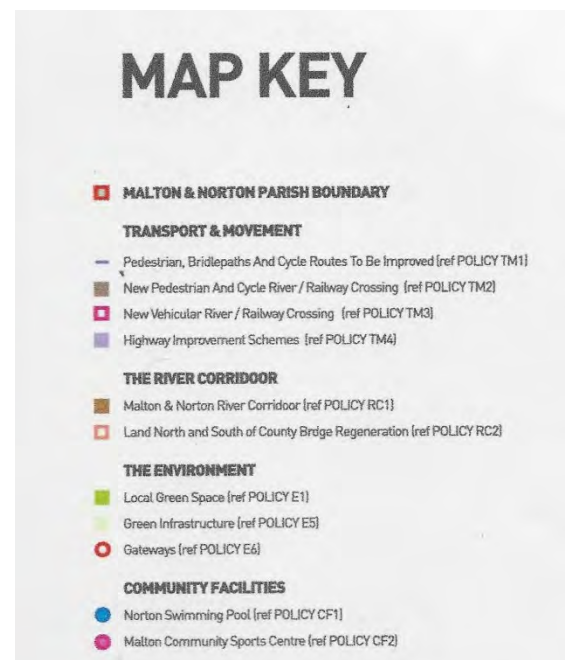 MAP KEY
MALTON & NORTON PARISH BOUNDARY
TRANSPORT & MOVEMENT
Pedestrian, Bridlepaths And Cycle Routes To Be Improved (ref POLICY TM1)
New Pedestrian And Cycle River / Railway Crossing (ref POLICY TM2)
New Vehicular River / Railway Crossing (ref POLICY TM3)
Highway Improvement Schemes (ref POLICY TM4)
THE RIVER CORRIDOOR
Malton & Norton River Corridoor (ref POLICY RC1)
Land North and South of County Brdge Regeneration (ref POLICY RC2)
THE ENVIRONMENT
Local Green Space (ref POLICY E1)
Green Infrastructure (ref POLICY E5)
Gateways (ref POLICY E6)
COMMUNITY FACILITIES
Norton Swimming Pool (ref POLICY CF1)
Malton Community Sports Centre (ref POLICY CF2)